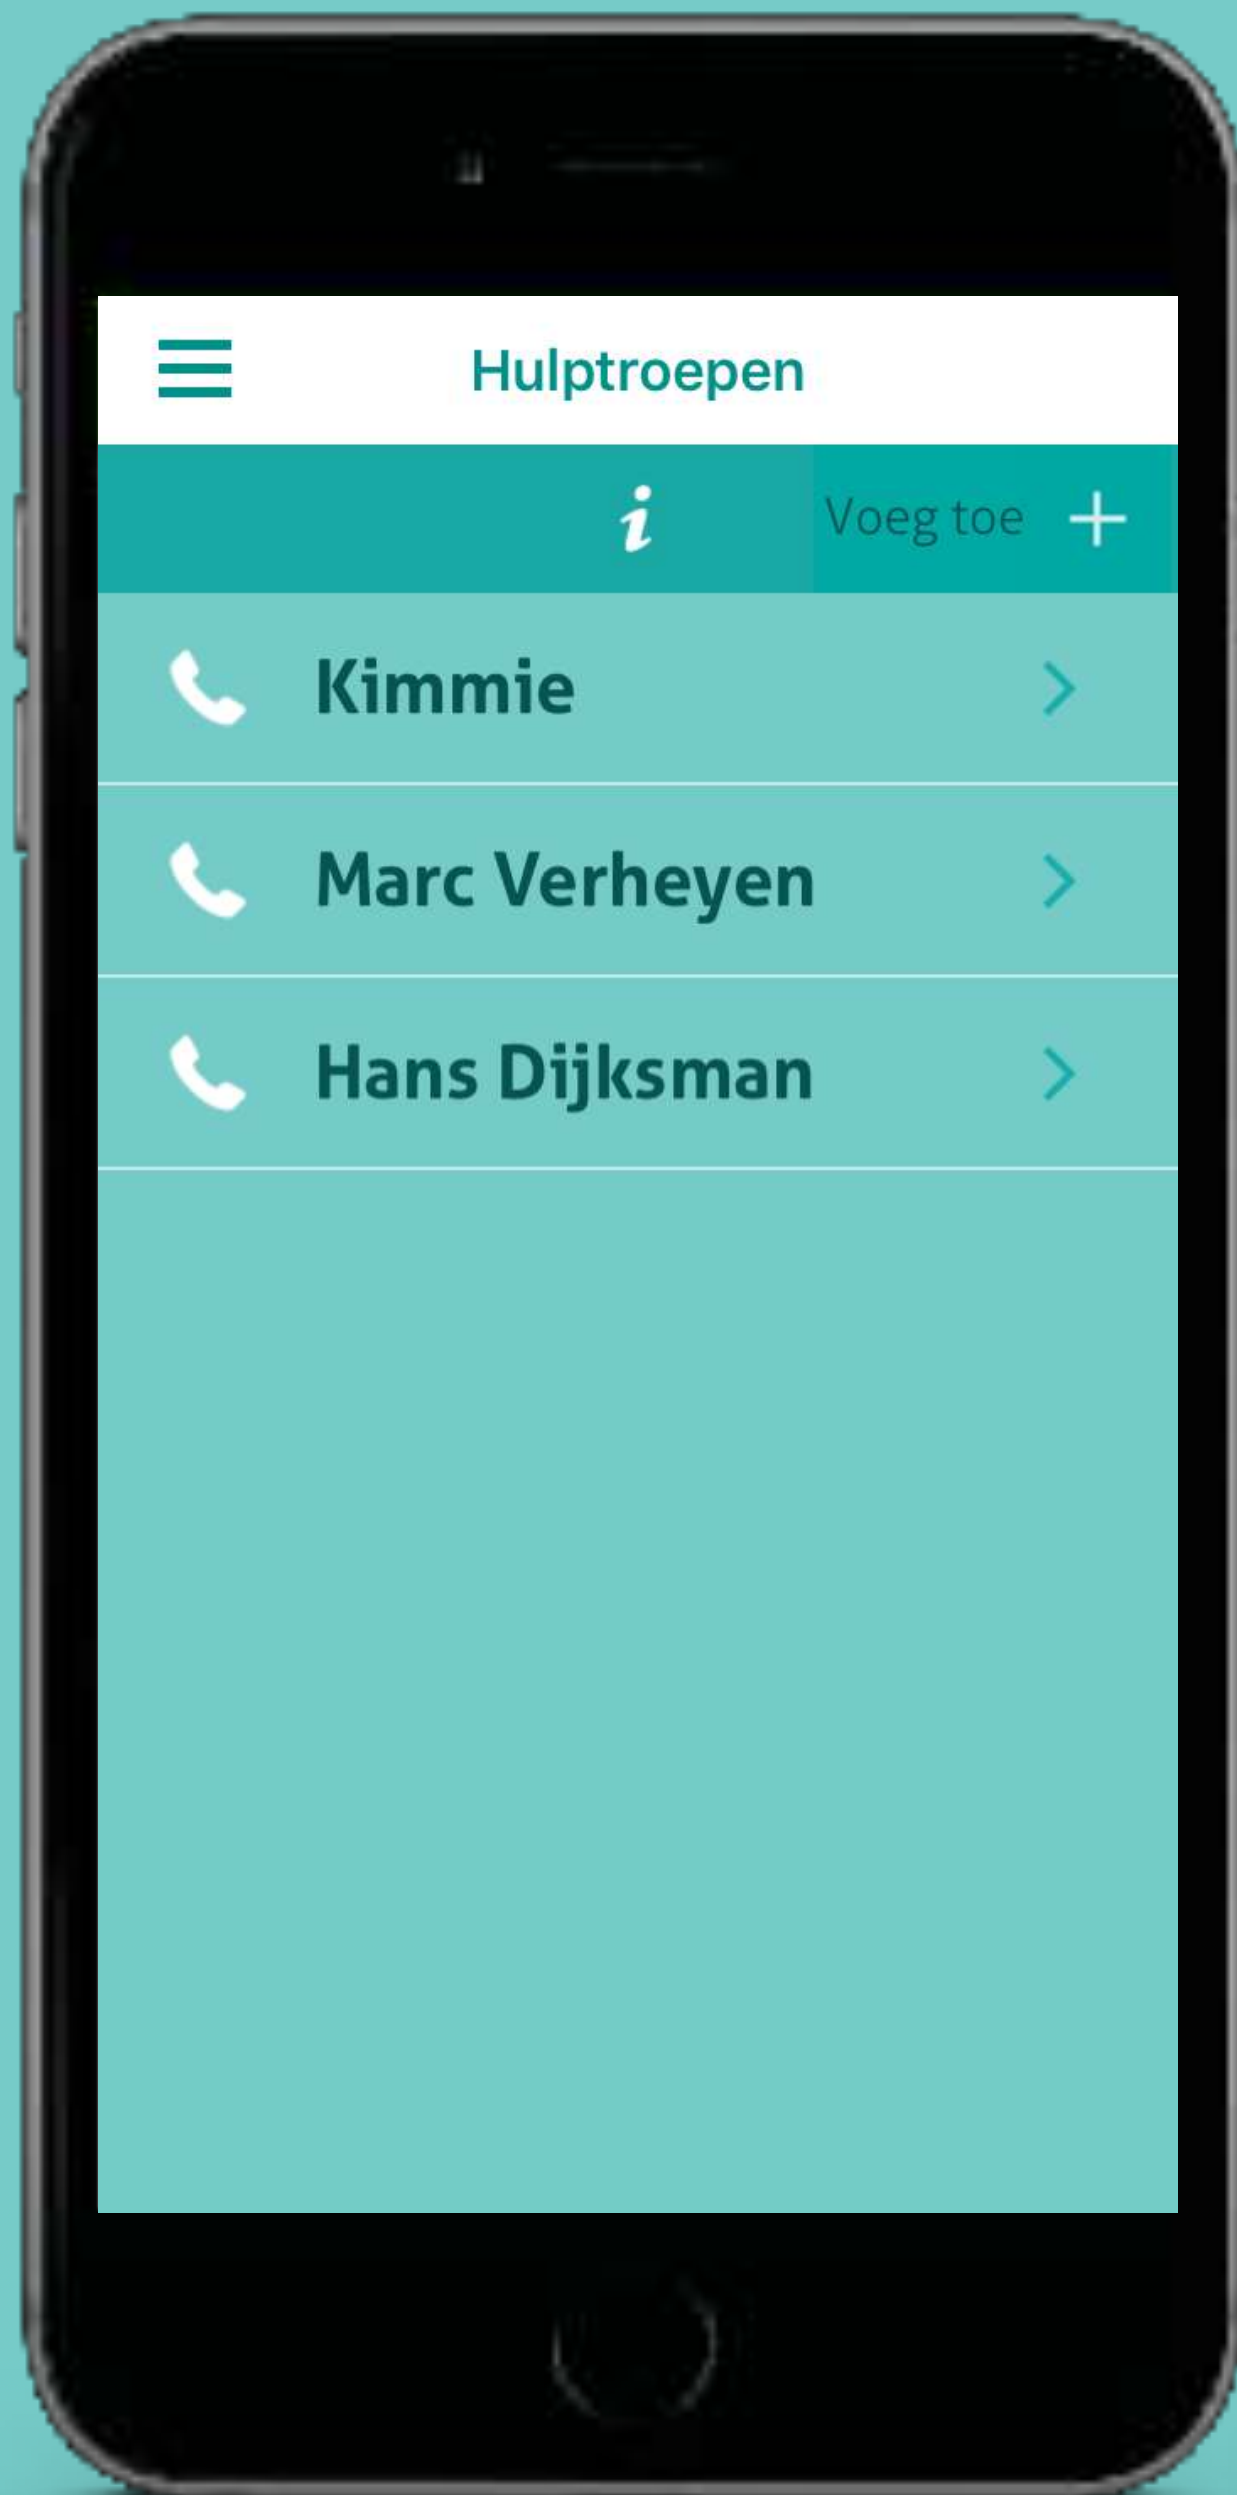 Hulptroepen
i Voeg toe +
Kimmie
Marc Verheyen
Hans Dijksman